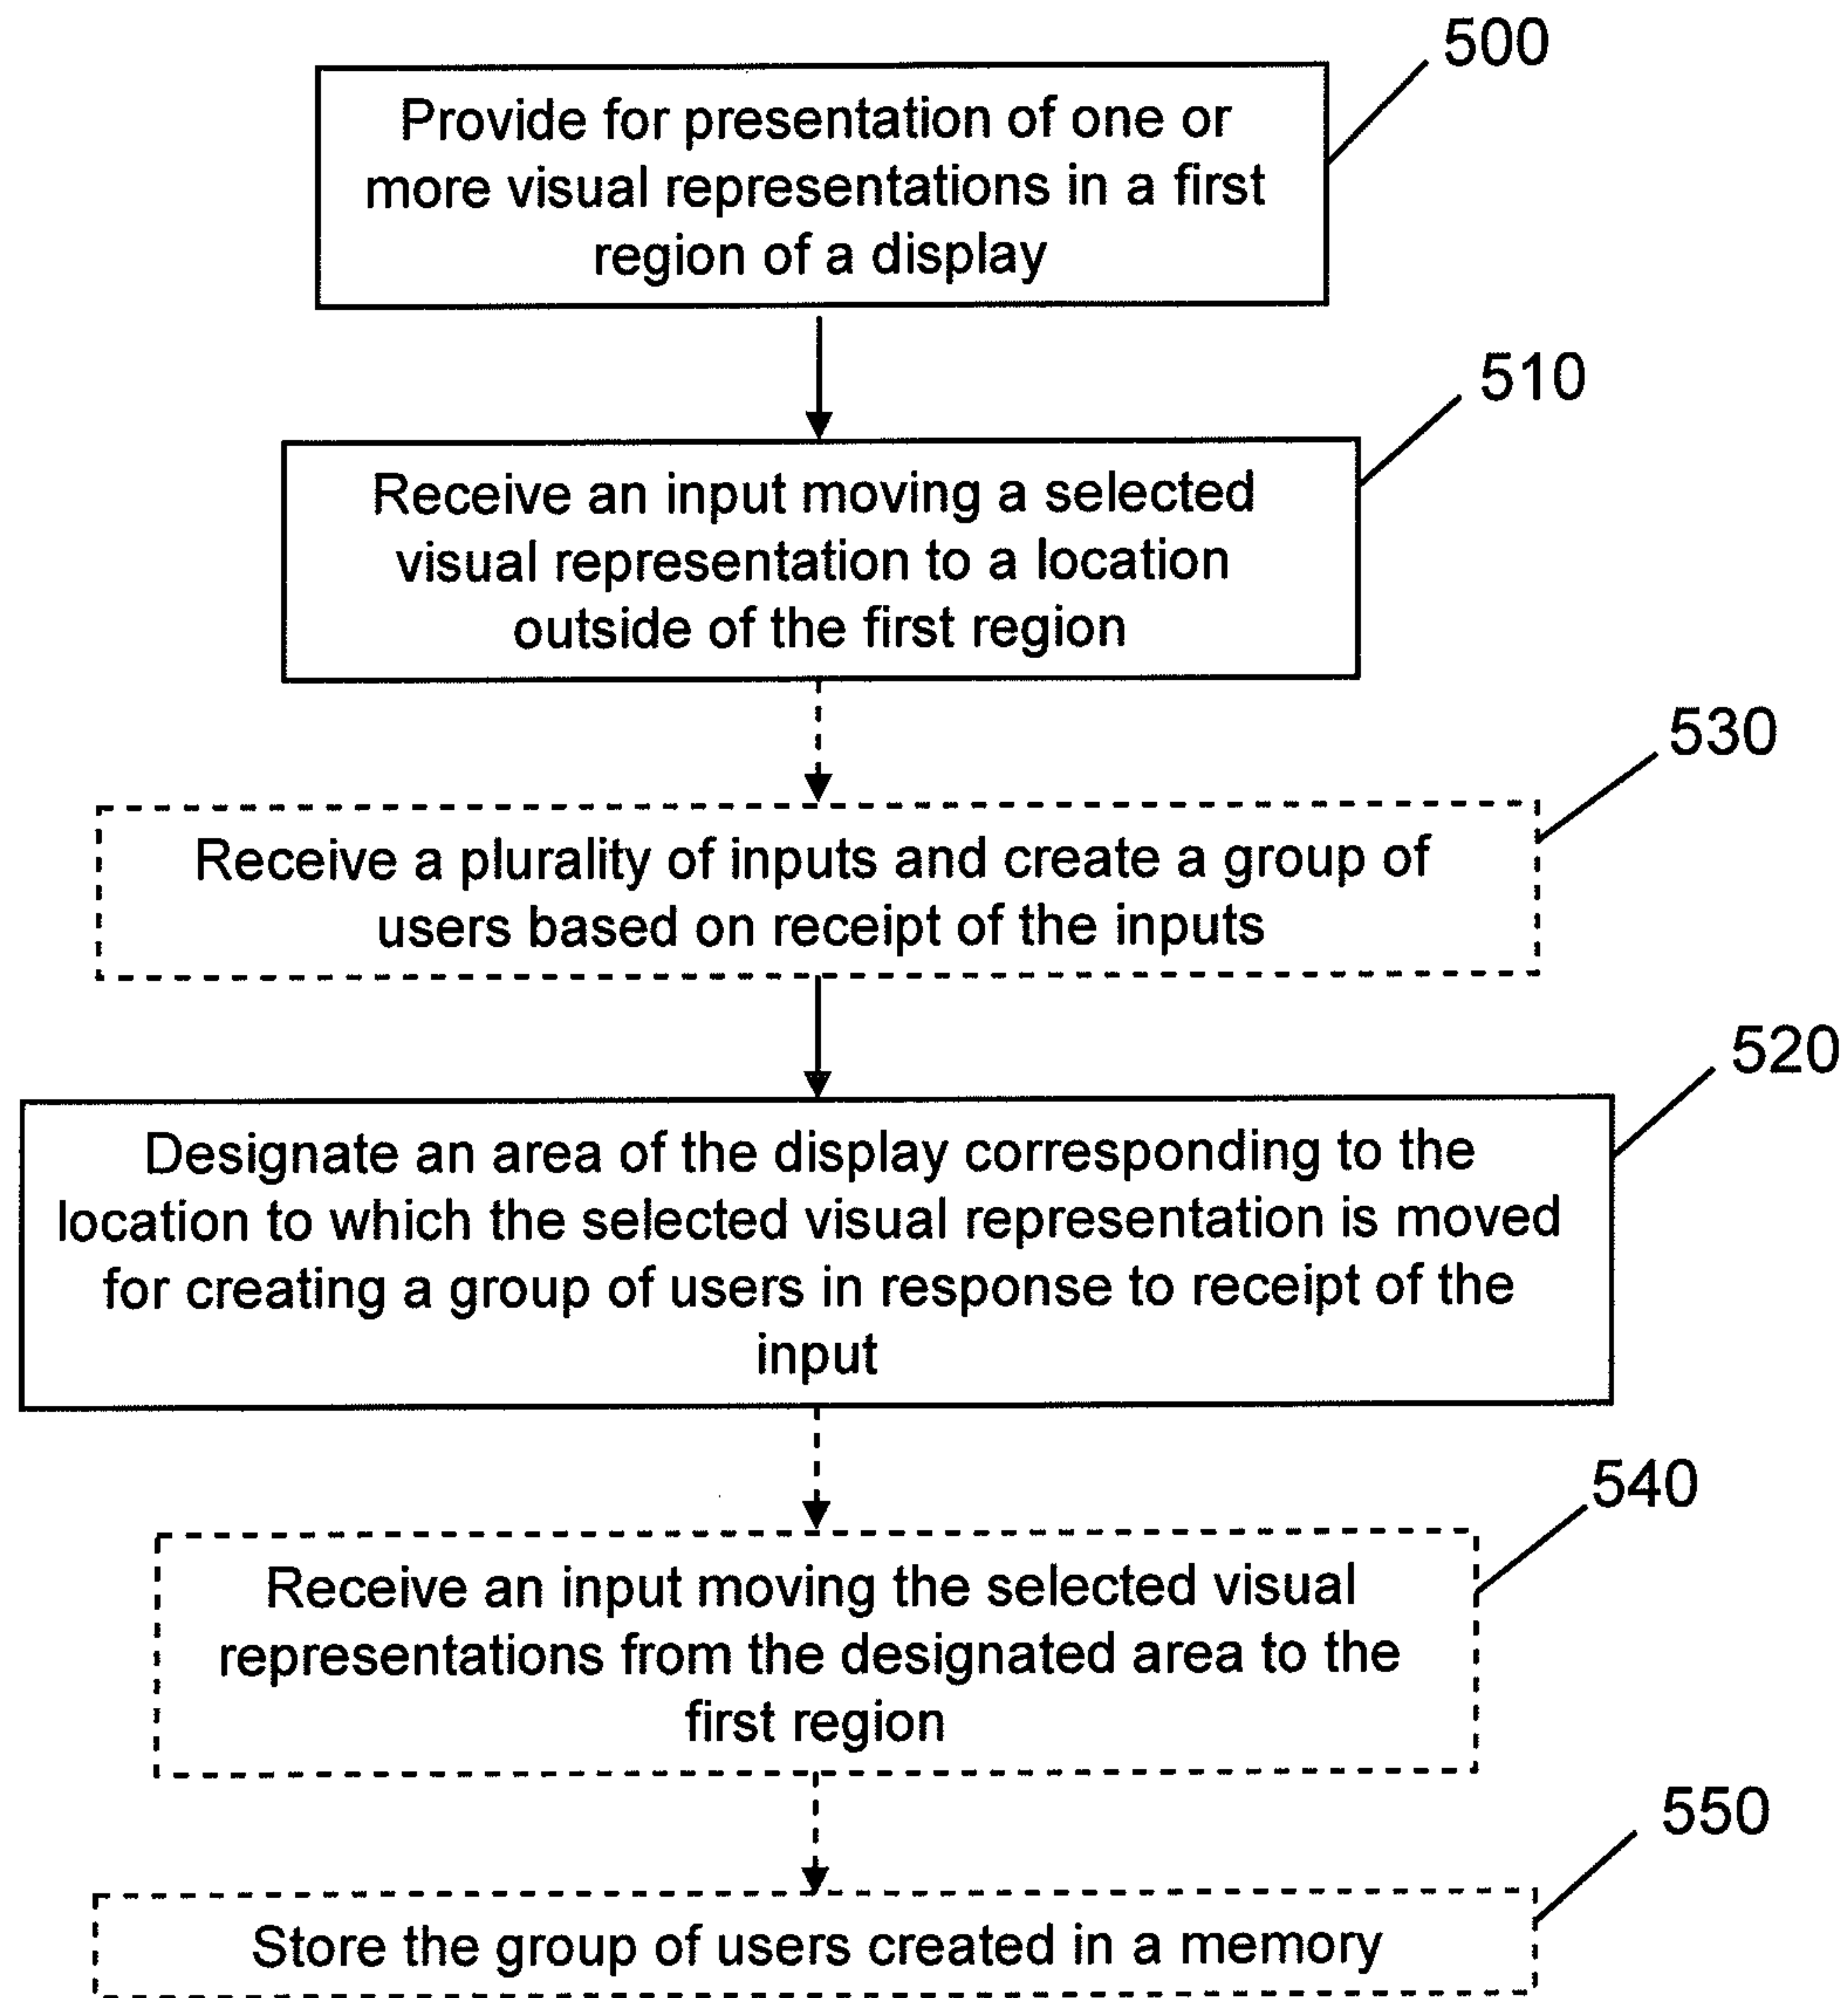 500
Provide for presentation of one or
more visual representations in a first
region of a display
510
Receive an input moving a selected
visual representation to a location
outside of the first region
530
Receive a plurality of inputs and create a group of
users based on receipt of the inputs
520
Designate an area of the display corresponding to the
location to which the selected visual representation is moved
for creating a group of users in response to receipt of the
input
540
Receive an input moving the selected visual
representations from the designated area to the
first region
550
Store the group of users created in a memory